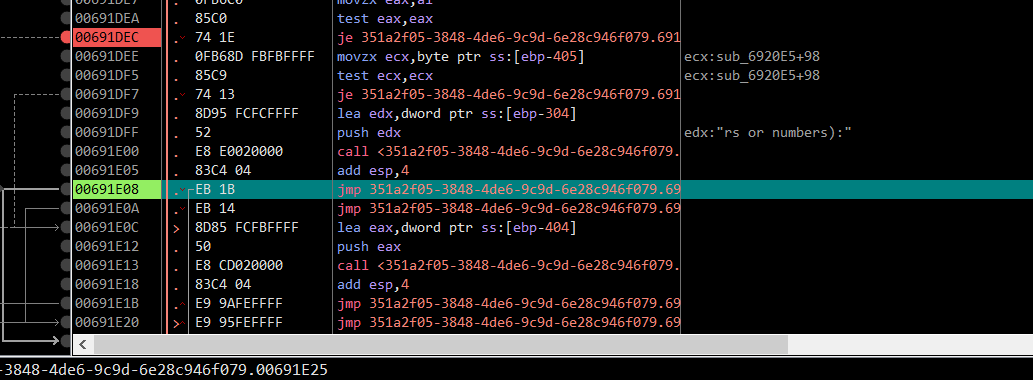 00691DE7 . 0FB6C0 movzx eax,al
00691DEA . 85C0 test eax,eax
00691DEC . 74 1E je 351a2f05-3848-4de6-9c9d-6e28c946f079.691
00691DEE . 0FB68D FBFBFFFF movzx ecx,byte ptr ss:[ebp-405] ecx:sub_6920E5+98
00691DF5 . 85C9 test ecx,ecx ecx:sub_6920E5+98
00691DF7 . 74 13 je 351a2f05-3848-4de6-9c9d-6e28c946f079.691
00691DF9 . 8D95 FCFCFFFF lea edx,dword ptr ss:[ebp-304]
00691DFF . 52 push edx edx:"rs or numbers):"
00691E00 . E8 E0020000 call <351a2f05-3848-4de6-9c9d-6e28c946f079.
00691E05 . 83C4 04 add esp,4
00691E08 . EB 1B jmp 351a2f05-3848-4de6-9c9d-6e28c946f079.69
00691E0A . EB 14 jmp 351a2f05-3848-4de6-9c9d-6e28c946f079.69
00691E0C > 8D85 FCFBFFFF lea eax,dword ptr ss:[ebp-404]
00691E12 . 50 push eax
00691E13 . E8 CD020000 call <351a2f05-3848-4de6-9c9d-6e28c946f079.
00691E18 . 83C4 04 add esp,4
00691E1B . E9 9AFEFFFF jmp 351a2f05-3848-4de6-9c9d-6e28c946f079.69
00691E20 > E9 95FEFFFF jmp 351a2f05-3848-4de6-9c9d-6e28c946f079.69
-3848-4de6-9c9d-6e28c946f079.00691E25